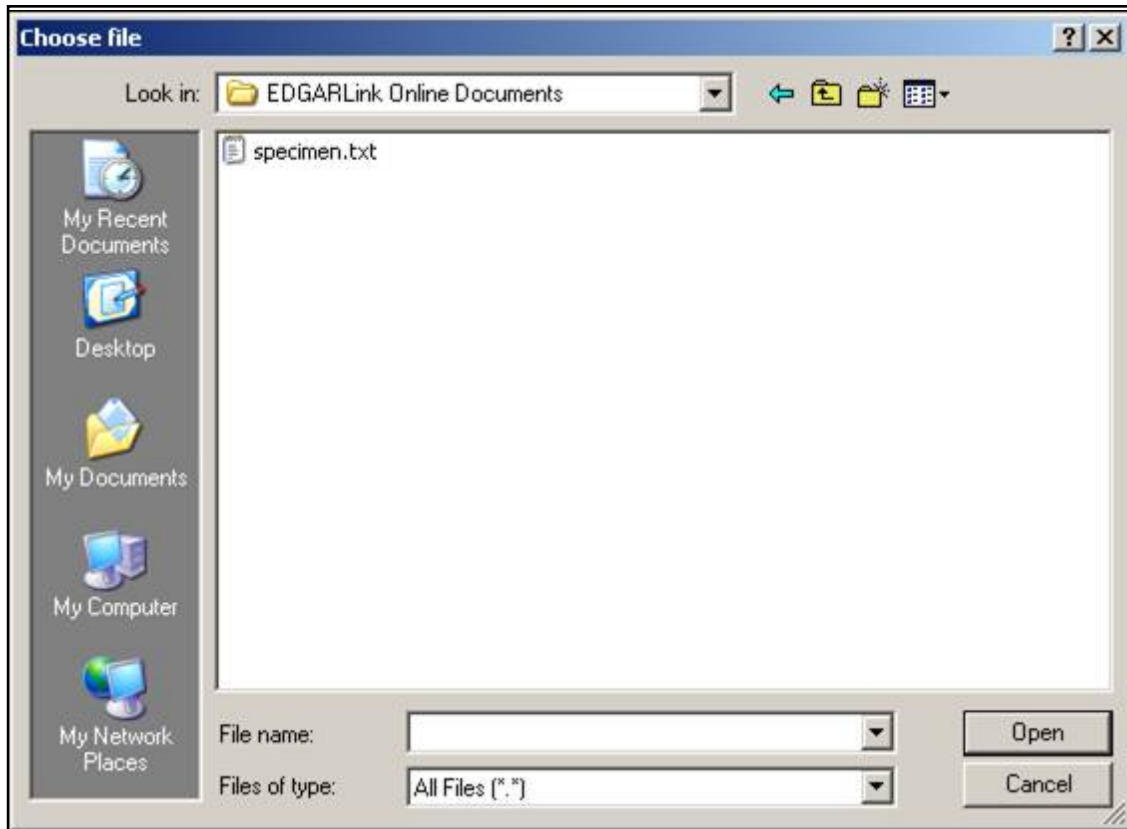 Choose file
Look in: EDGARLink Online Documents
specimen.txt
My Recent
Documents
Desktop
My Documents
My Computer
My Network
Places
File name:
Open
Files of type: All Files (*.*)
Cancel